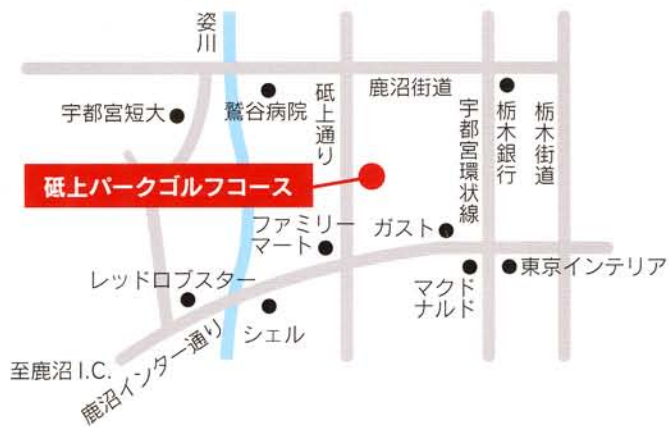 姿川
鹿沼街道
宇都宮短大
鷲谷病院
砥上通り
宇都宮環状線
栃木銀行
栃木街道
砥上パークゴルフコース
ファミリー
マート
ガスト
レッドロブスター
シェル
マクド
ナルド
東京インテリア
至鹿沼I.C.
鹿沼インター通り